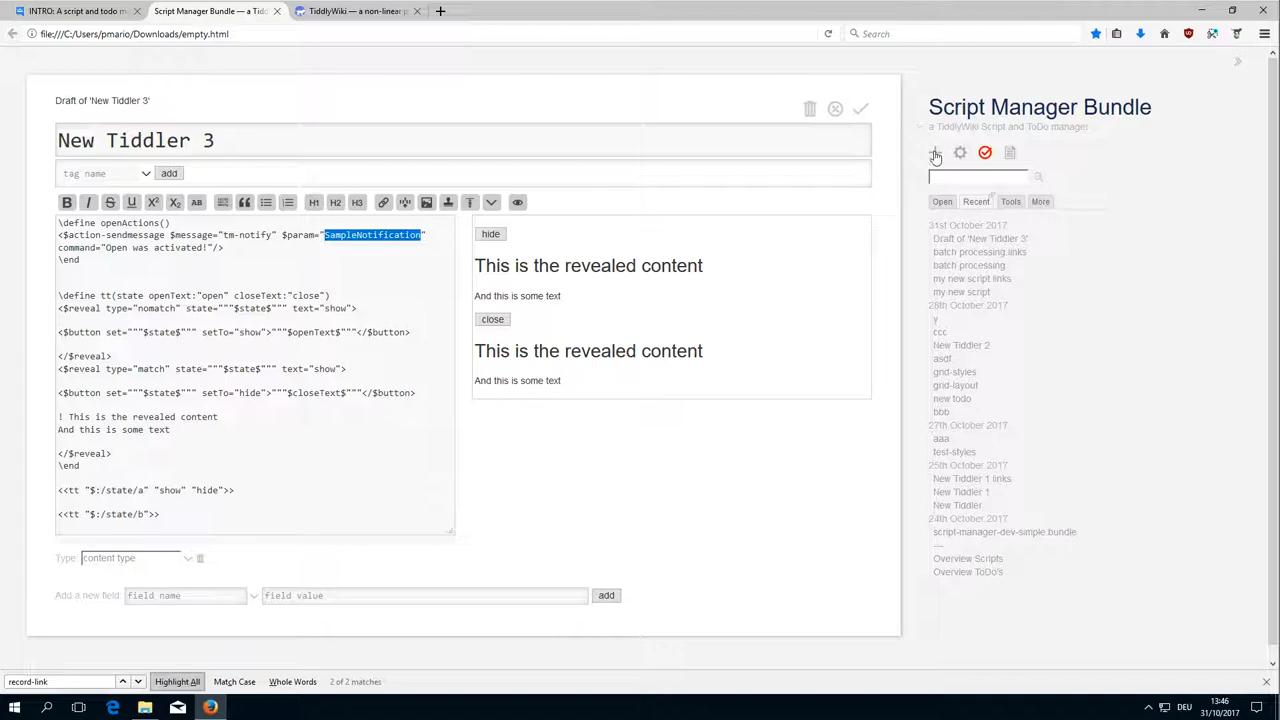 INTRO: A script and todo m
Script Manager Bundle — a Tid
TiddlyWiki — a non-linear
file:///C:/Users/pmario/Downloads/empty.html
Search
Draft of 'New Tiddler 3'
New Tiddler 3
tag name
add
B I S U X² X₂ AB H1 H2 H3
\define openActions()
<$action-sendmessage $message="tm-notify" $param="SampleNotification"
command="Open was activated!"/>
\end
\define tt(state openText:"open" closeText:"close")
<$reveal type="nomatch" state="""$state$""" text="show">
<$button set="""$state$""" setTo="show">"""$openText$"""</$button>
</$reveal>
<$reveal type="match" state="""$state$""" text="show">
<$button set="""$state$""" setTo="hide">"""$closeText$"""</$button>
! This is the revealed content
And this is some text
</$reveal>
\end
<<tt "$:/state/a" "show" "hide">>
<<tt "$:/state/b">>
hide
This is the revealed content
And this is some text
close
This is the revealed content
And this is some text
Type:
content type
Add a new field:
field name
field value
add
Script Manager Bundle
a TiddlyWiki Script and ToDo manager
Open
Recent
Tools
More
31st October 2017
Draft of 'New Tiddler 3'
batch processing links
batch processing
my new script links
my new script
28th October 2017
y
ccc
New Tiddler 2
asdf
grid-styles
grid-layout
new todo
bbb
27th October 2017
aaa
test-styles
25th October 2017
New Tiddler 1 links
New Tiddler 1
New Tiddler
24th October 2017
script-manager-dev-simple.bundle
---
Overview Scripts
Overview ToDo's
record-link
Highlight All
Match Case
Whole Words
2 of 2 matches
DEU
13:46
31/10/2017